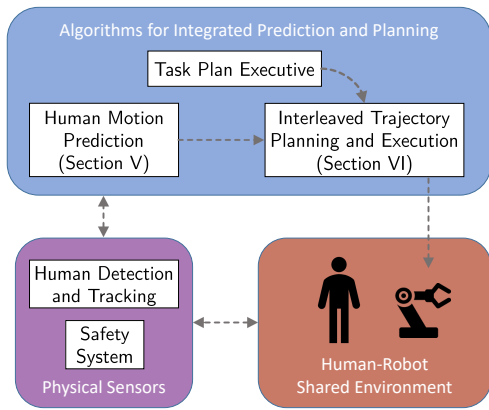 Algorithms for Integrated Prediction and Planning
Task Plan Executive
Human Motion
Prediction
(Section V)
Interleaved Trajectory
Planning and Execution
(Section VI)
Human Detection
and Tracking
Safety
System
Physical Sensors
Human-Robot
Shared Environment